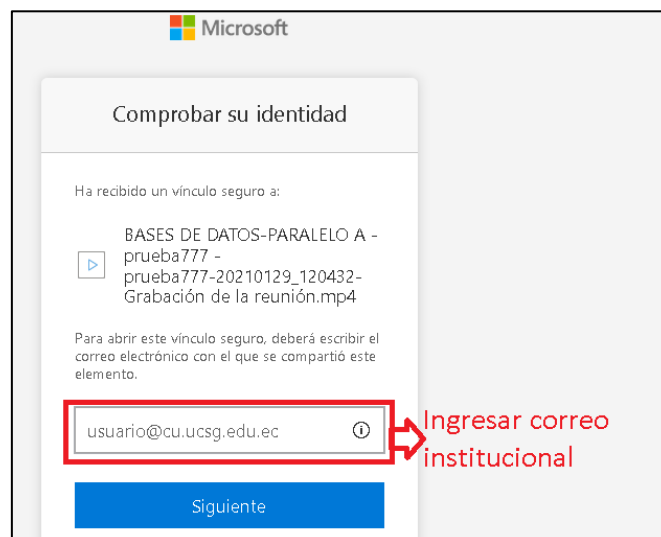 Microsoft
Comprobar su identidad
Ha recibido un vínculo seguro a:
BASES DE DATOS-PARALELO A -
prueba777 -
prueba777-20210129_120432-
Grabación de la reunión.mp4
Para abrir este vínculo seguro, deberá escribir el
correo electrónico con el que se compartió este
elemento.
usuario@cu.ucsg.edu.ec
Ingresar correo
institucional
Siguiente